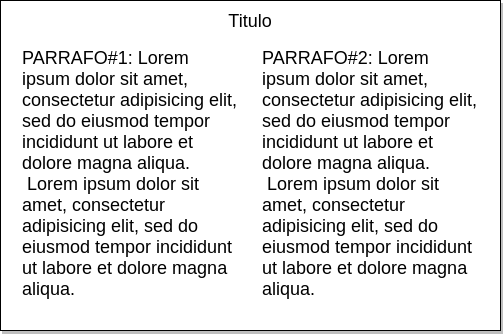 Titulo
PARRAFO#1: Lorem
ipsum dolor sit amet,
consectetur adipisicing elit,
sed do eiusmod tempor
incididunt ut labore et
dolore magna aliqua.
Lorem ipsum dolor sit
amet, consectetur
adipisicing elit, sed do
eiusmod tempor incididunt
ut labore et dolore magna
aliqua.
PARRAFO#2: Lorem
ipsum dolor sit amet,
consectetur adipisicing elit,
sed do eiusmod tempor
incididunt ut labore et
dolore magna aliqua.
Lorem ipsum dolor sit
amet, consectetur
adipisicing elit, sed do
eiusmod tempor incididunt
ut labore et dolore magna
aliqua.